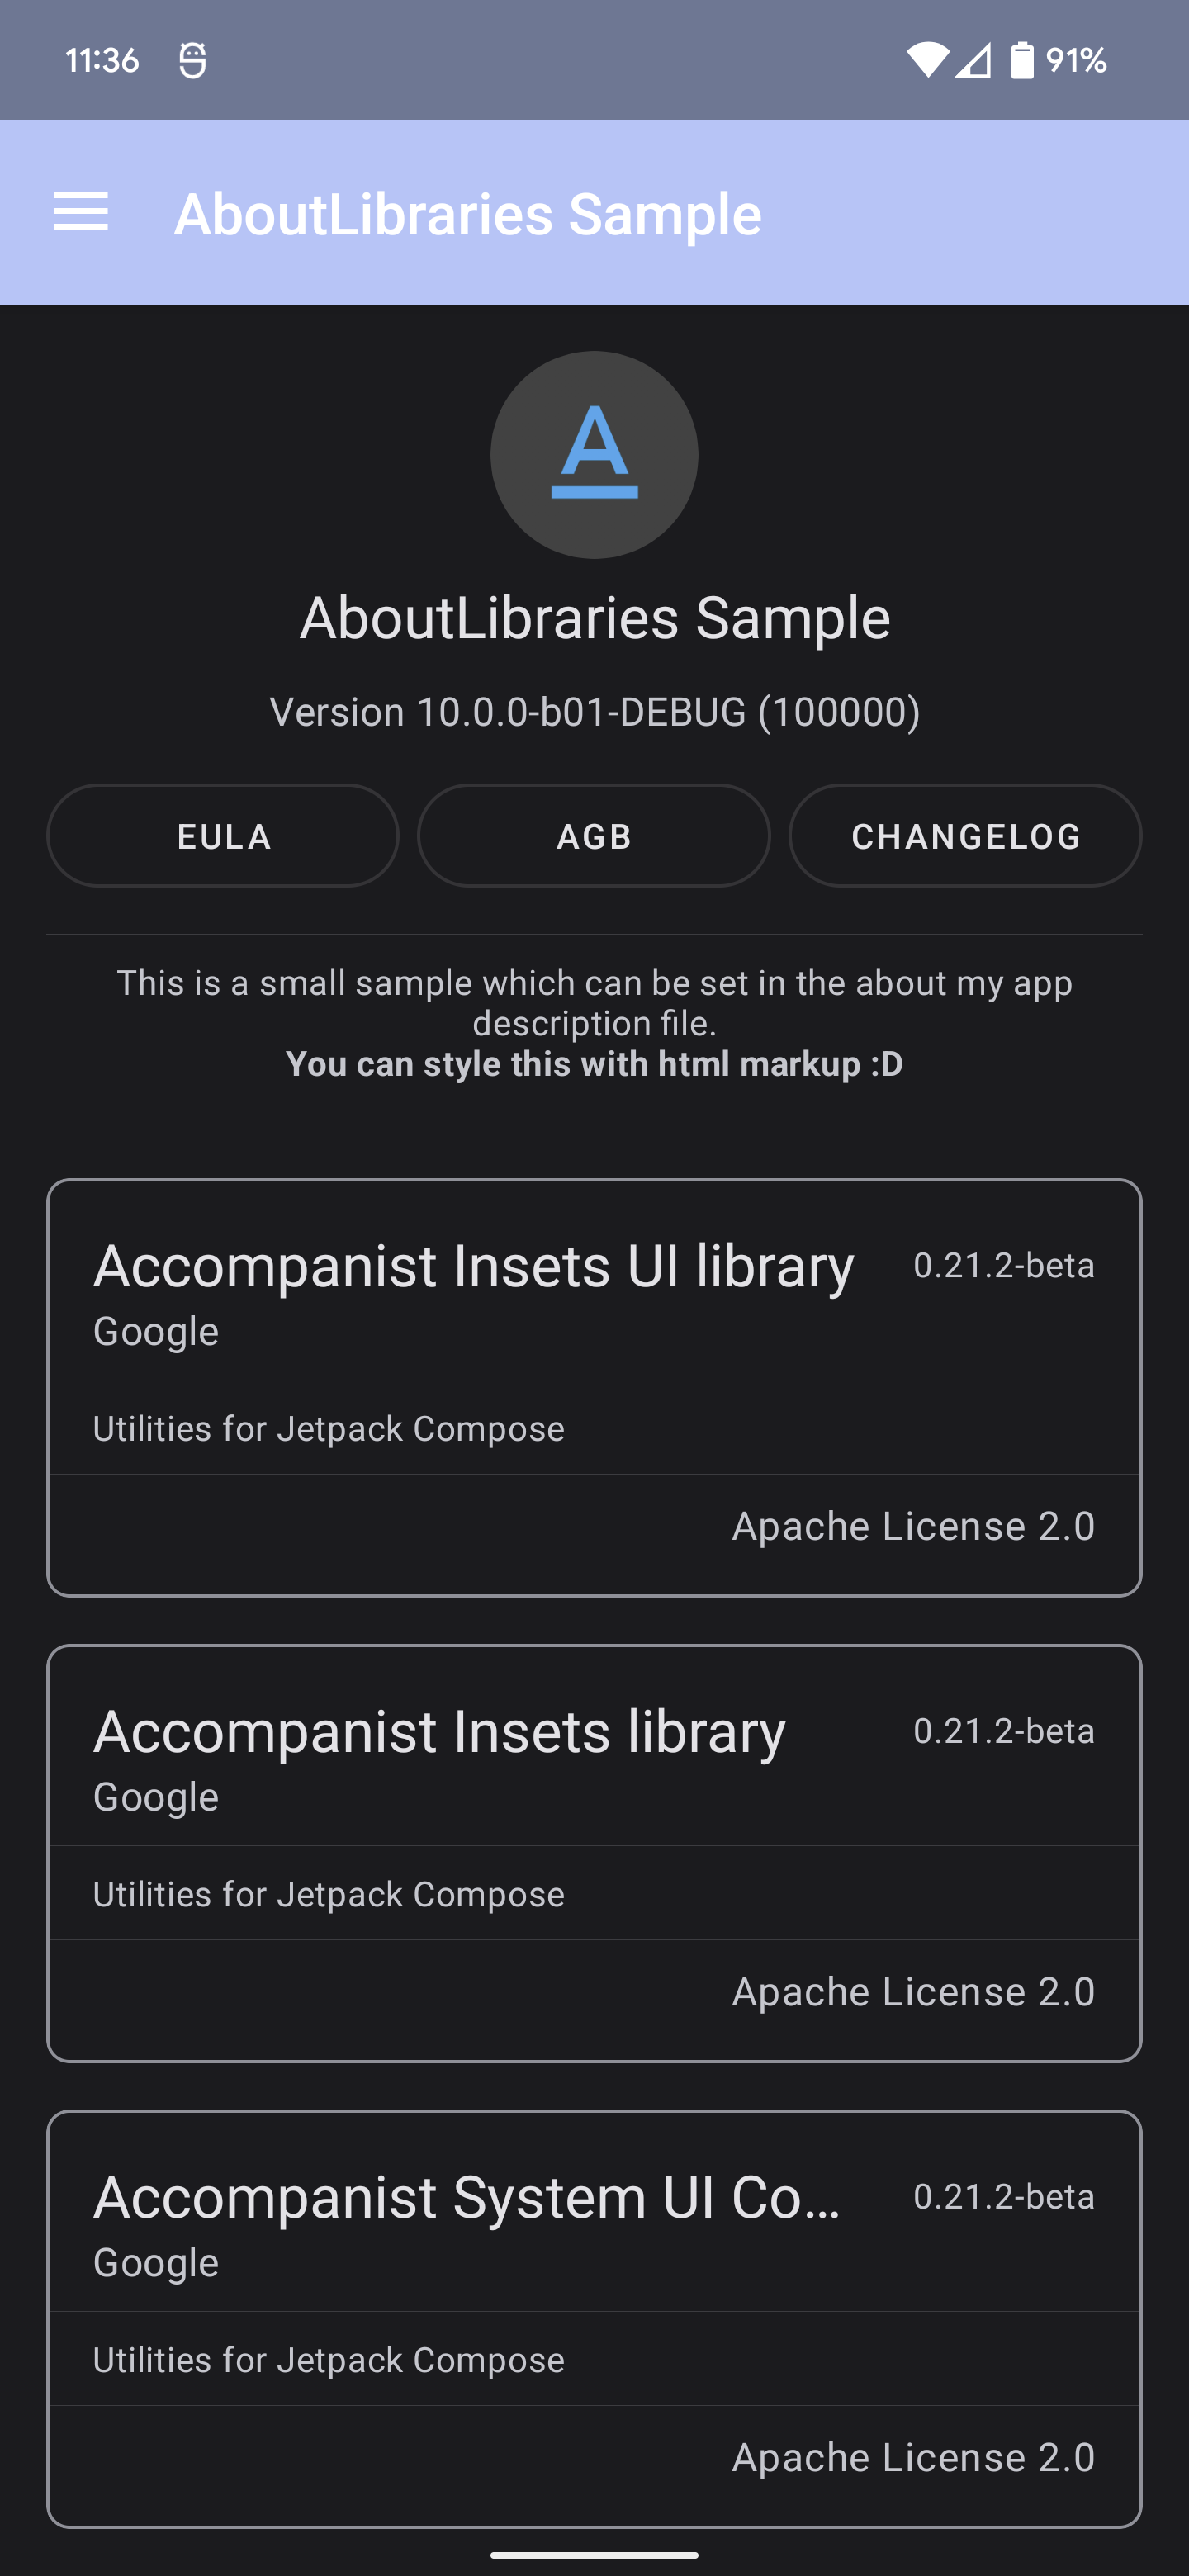 11:36 91%
AboutLibraries Sample
A
AboutLibraries Sample
Version 10.0.0-b01-DEBUG (100000)
EULA AGB CHANGELOG
This is a small sample which can be set in the about my app
description file.
You can style this with html markup :D
Accompanist Insets UI library 0.21.2-beta
Google
Utilities for Jetpack Compose
Apache License 2.0
Accompanist Insets library 0.21.2-beta
Google
Utilities for Jetpack Compose
Apache License 2.0
Accompanist System UI Co... 0.21.2-beta
Google
Utilities for Jetpack Compose
Apache License 2.0